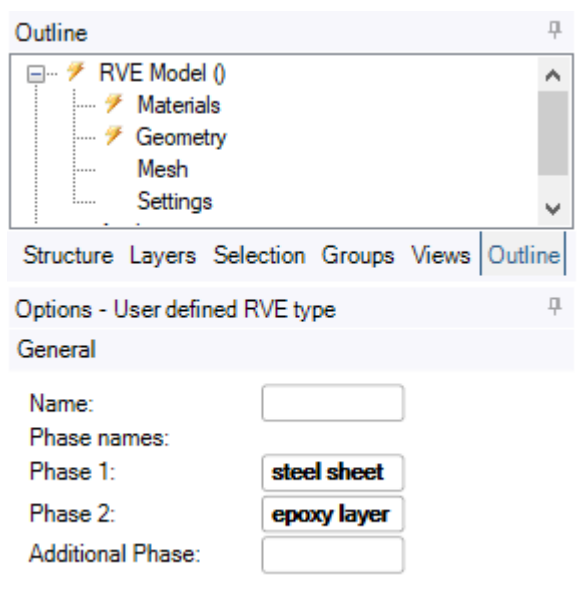 Outline
RVE Model ()
Materials
Geometry
Mesh
Settings
Structure Layers Selection Groups Views Outline
Options - User defined RVE type
General
Name:
Phase names:
Phase 1: steel sheet
Phase 2: epoxy layer
Additional Phase: